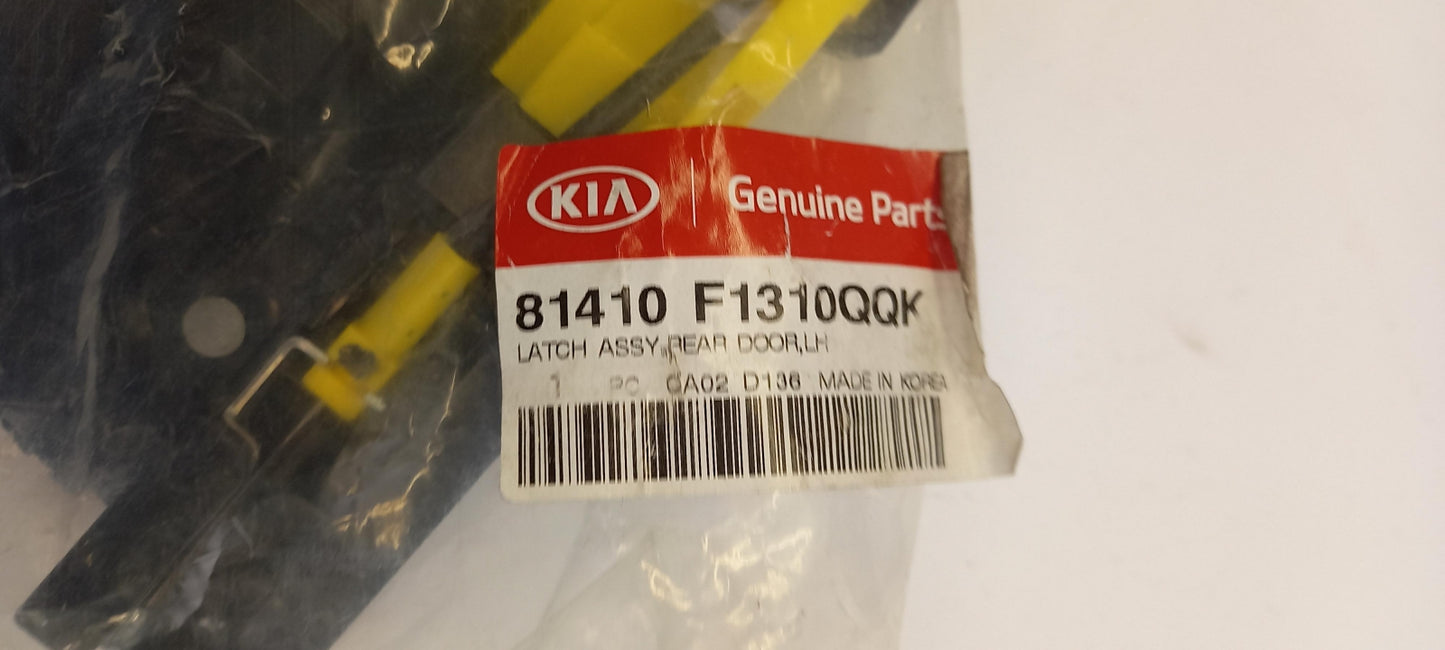 KIA Genuine Parts
81410 F1310QQK
LATCH ASSY,REAR DOOR,LH
1 PC CA02 D136 MADE IN KOREA